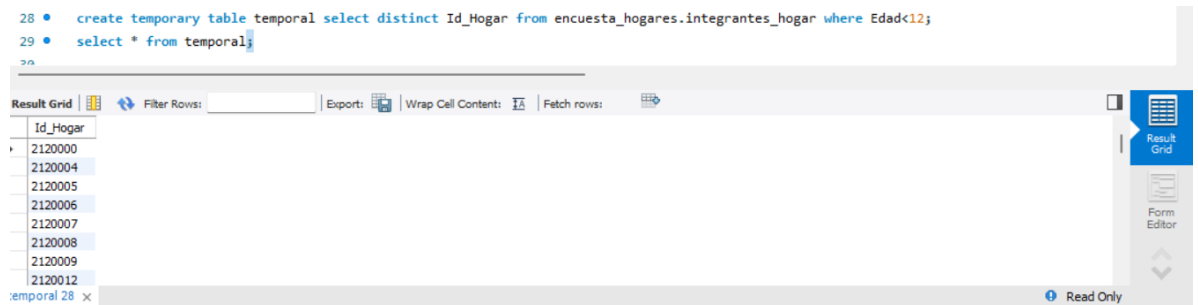 28 create temporary table temporal select distinct Id_Hogar from encuesta_hogares.integrantes_hogar where Edad<12;
29 select * from temporal;
30
Result Grid Filter Rows: Export: Wrap Cell Content: IA Fetch rows:
Id_Hogar
2120000
2120004
2120005
2120006
2120007
2120008
2120009
2120012
Result
Grid
Form
Editor
temporal 28 ×
Read Only